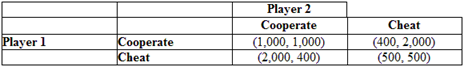 Player 2
Cooperate Cheat
Player 1 Cooperate (1,000, 1,000) (400, 2,000)
Cheat (2,000, 400) (500, 500)